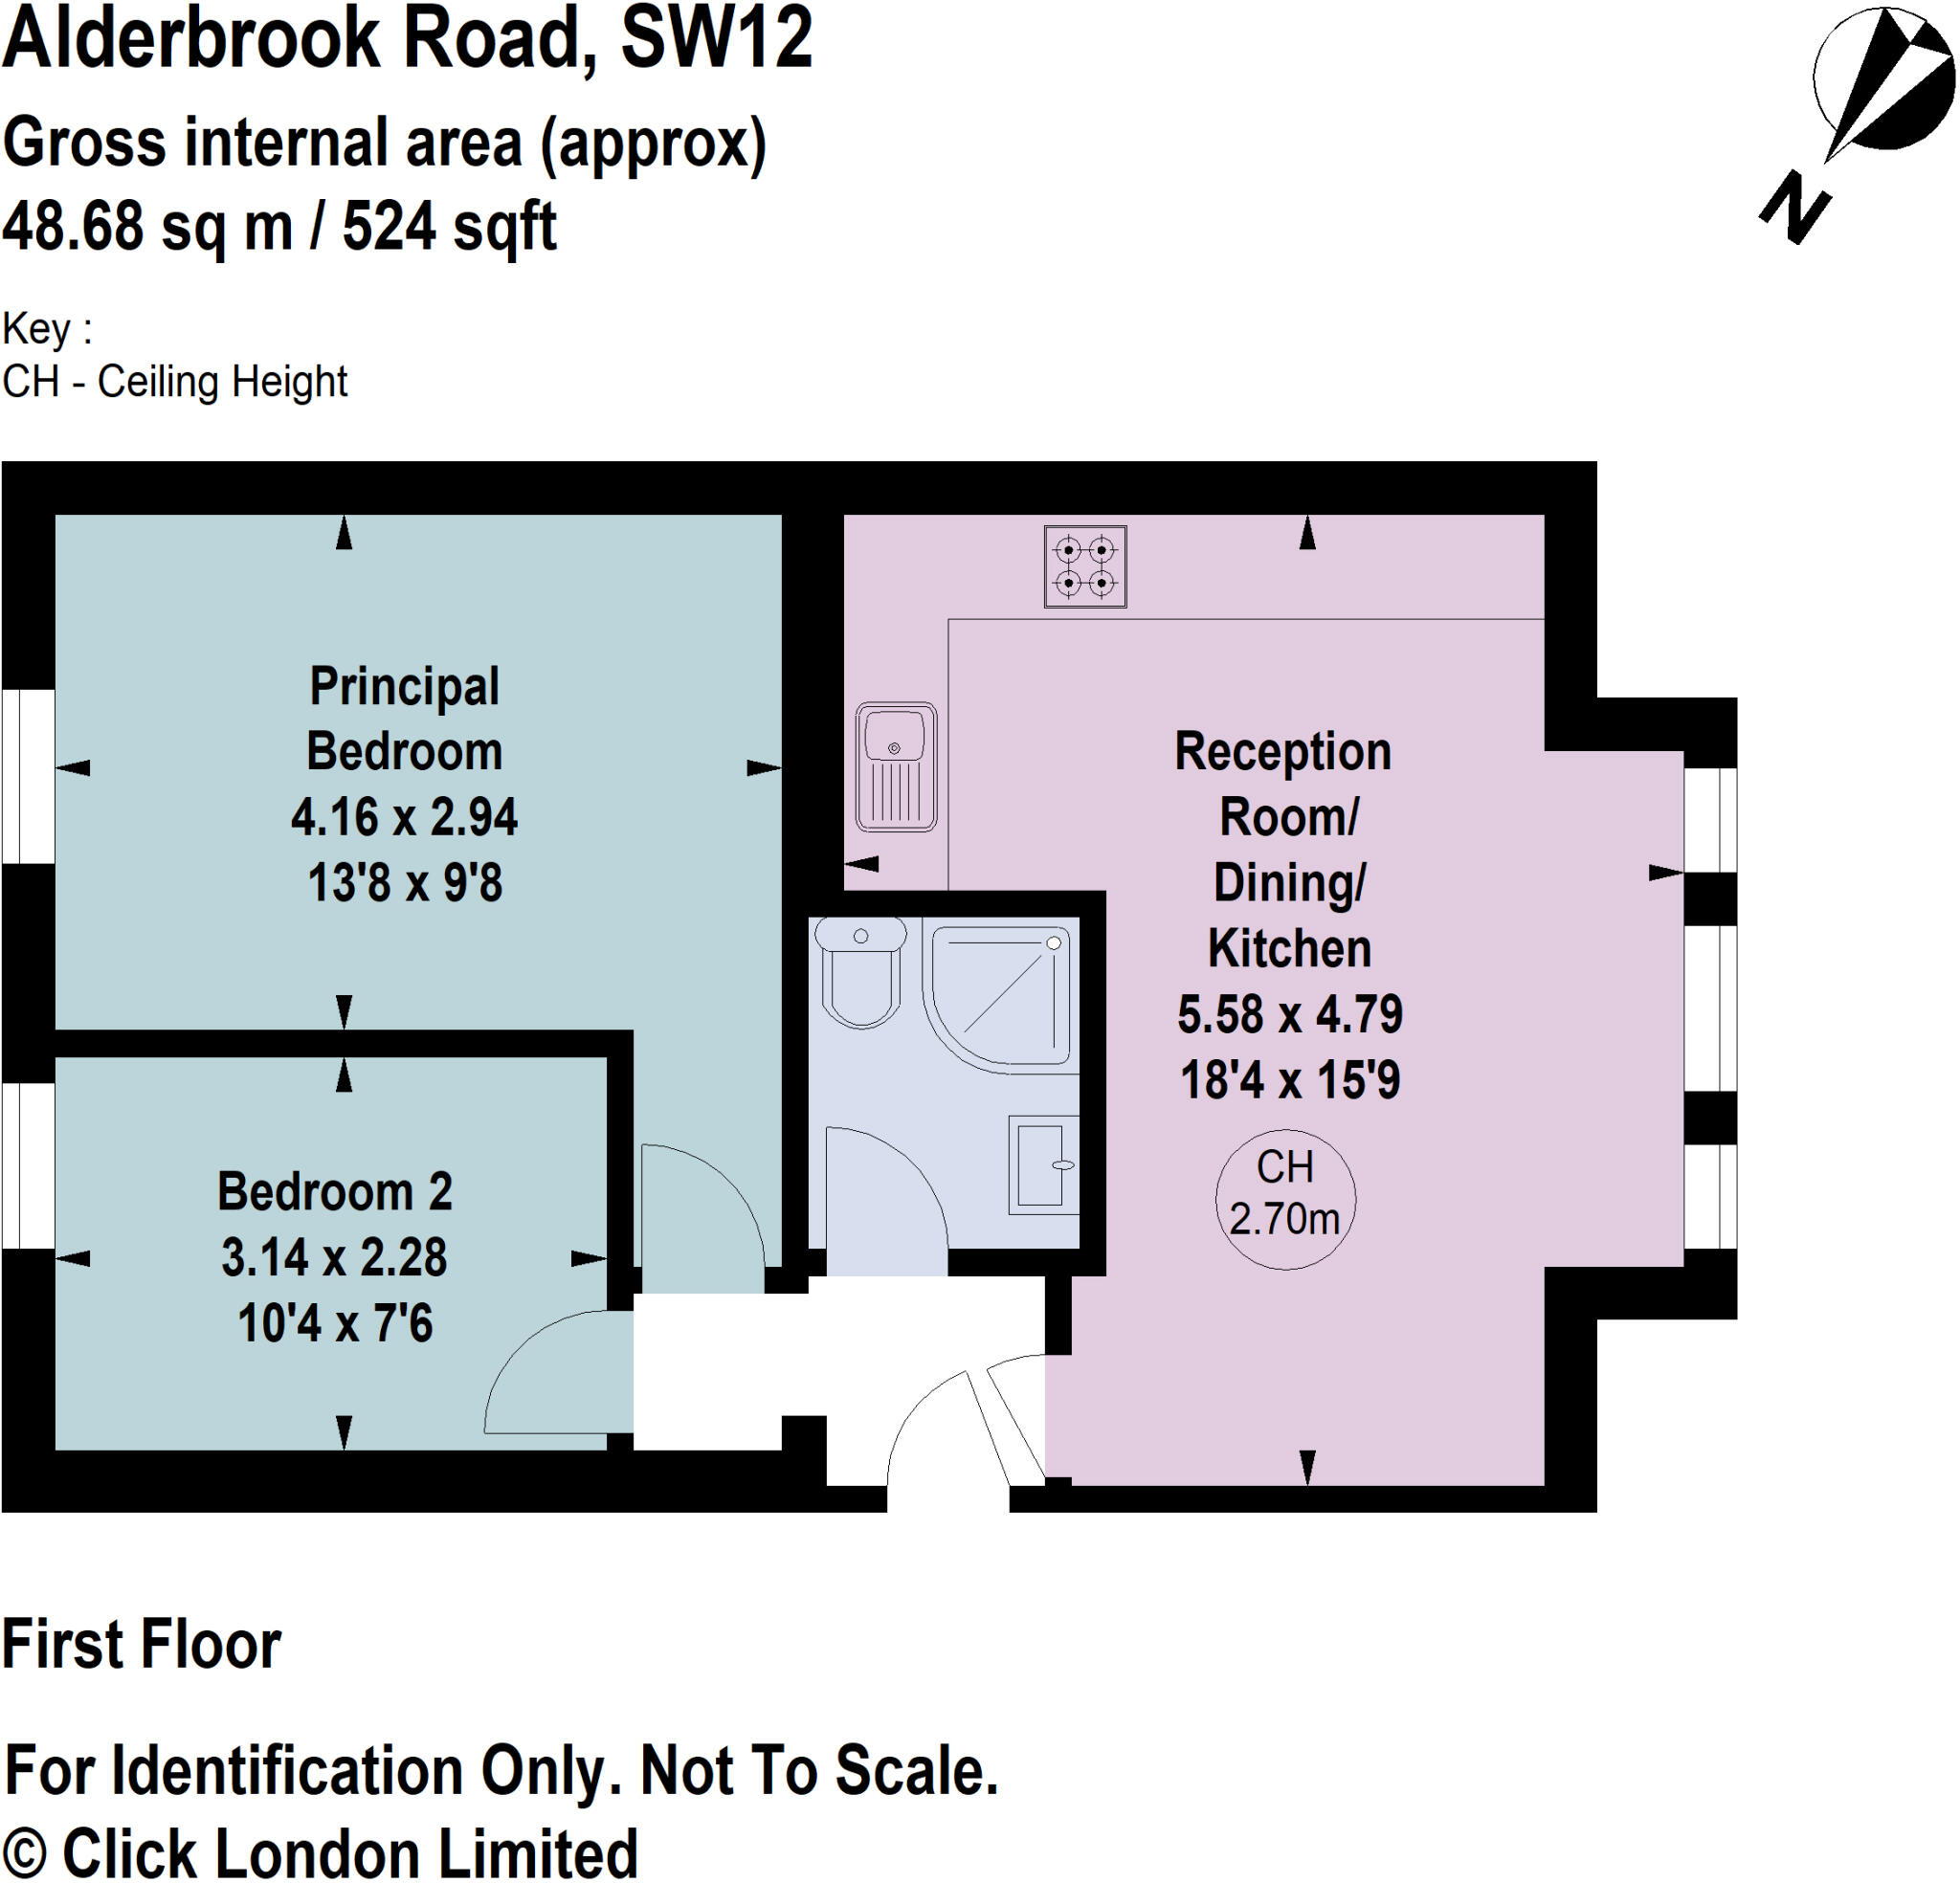 Alderbrook Road, SW12
Gross internal area (approx)
48.68 sq m / 524 sqft
N
Key :
CH - Ceiling Height
Principal
Bedroom
4.16 x 2.94
13'8 x 9'8
Reception
Room/
Dining/
Kitchen
5.58 x 4.79
18'4 x 15'9
CH
2.70m
Bedroom 2
3.14 x 2.28
10'4 x 7'6
First Floor
For Identification Only. Not To Scale.
© Click London Limited